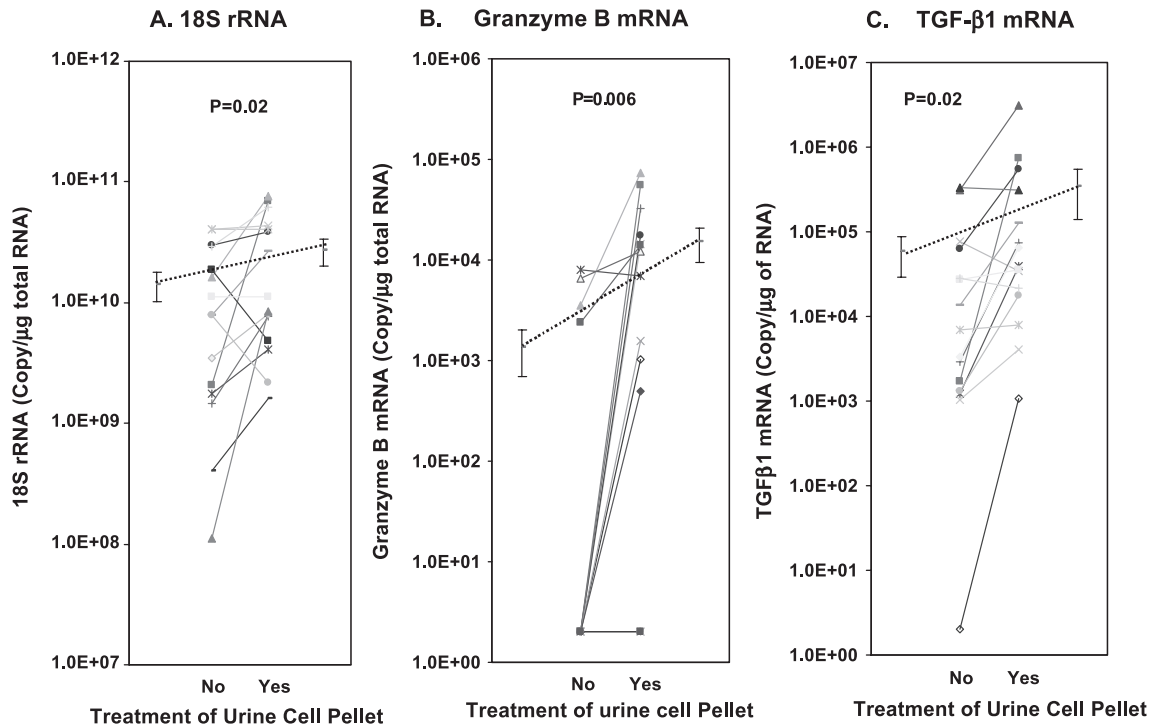 A. 18S rRNA
18S rRNA (Copy/µg total RNA)
1.0E+12
1.0E+11
1.0E+10
1.0E+09
1.0E+08
1.0E+07
P=0.02
No Yes
Treatment of Urine Cell Pellet
B. Granzyme B mRNA
Granzyme B mRNA (Copy/µg total RNA)
1.0E+06
1.0E+05
1.0E+04
1.0E+03
1.0E+02
1.0E+01
1.0E+00
P=0.006
No Yes
Treatment of urine cell Pellet
C. TGF-β1 mRNA
TGFβ1 mRNA (Copy/µg of RNA)
1.0E+07
1.0E+06
1.0E+05
1.0E+04
1.0E+03
1.0E+02
1.0E+01
1.0E+00
P=0.02
No Yes
Treatment of Urine Cell Pellet